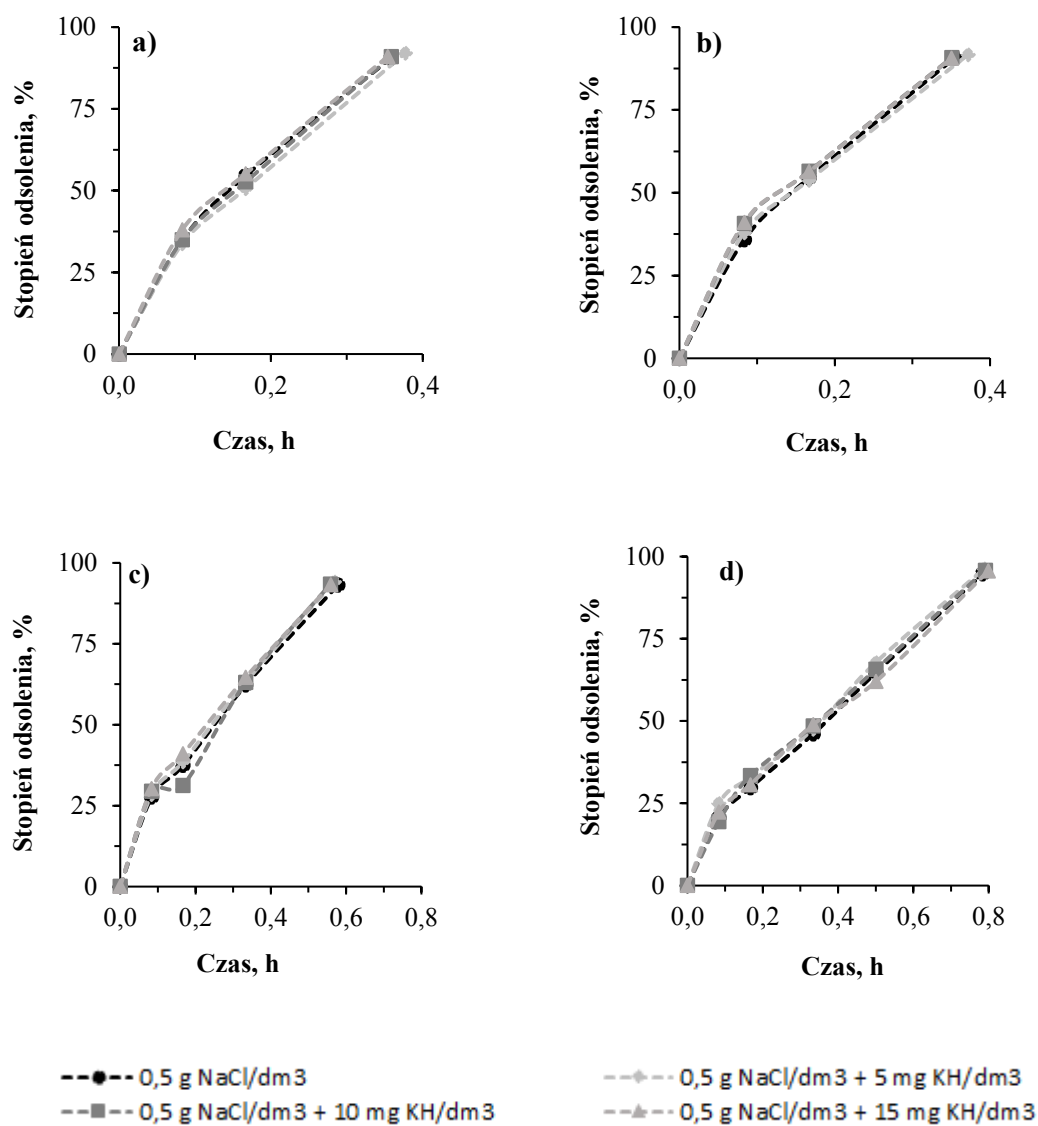 a)
Stopień odsolenia, %
100
75
50
25
0
0,0 0,2 0,4
Czas, h
b)
Stopień odsolenia, %
100
75
50
25
0
0,0 0,2 0,4
Czas, h
c)
Stopień odsolenia, %
100
75
50
25
0
0,0 0,2 0,4 0,6 0,8
Czas, h
d)
Stopień odsolenia, %
100
75
50
25
0
0,0 0,2 0,4 0,6 0,8
Czas, h
0,5 g NaCl/dm3
0,5 g NaCl/dm3 + 5 mg KH/dm3
0,5 g NaCl/dm3 + 10 mg KH/dm3
0,5 g NaCl/dm3 + 15 mg KH/dm3